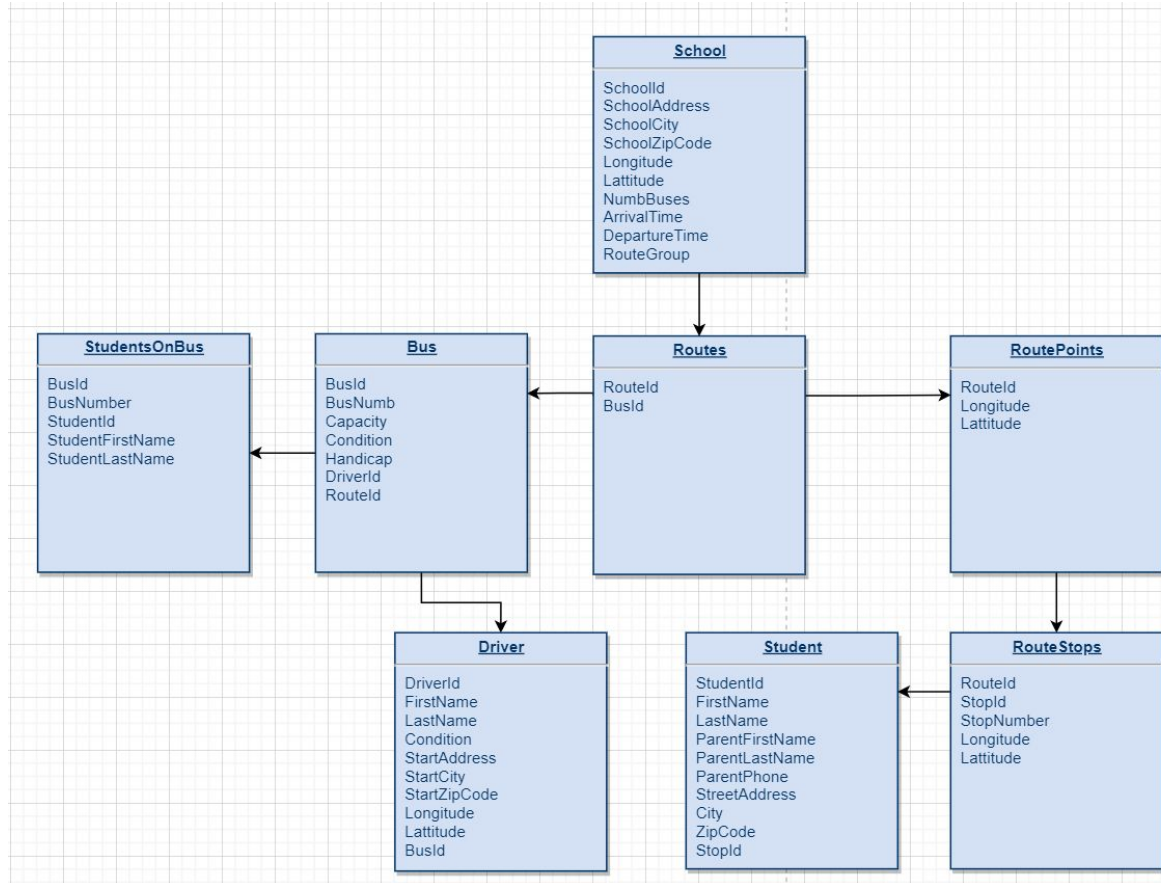 School
SchoolId
SchoolAddress
SchoolCity
SchoolZipCode
Longitude
Lattitude
NumbBuses
ArrivalTime
DepartureTime
RouteGroup
StudentsOnBus
BusId
BusNumber
StudentId
StudentFirstName
StudentLastName
Bus
BusId
BusNumb
Capacity
Condition
Handicap
DriverId
RouteId
Routes
RouteId
BusId
RoutePoints
RouteId
Longitude
Lattitude
Driver
DriverId
FirstName
LastName
Condition
StartAddress
StartCity
StartZipCode
Longitude
Lattitude
BusId
Student
StudentId
FirstName
LastName
ParentFirstName
ParentLastName
ParentPhone
StreetAddress
City
ZipCode
StopId
RouteStops
RouteId
StopId
StopNumber
Longitude
Lattitude